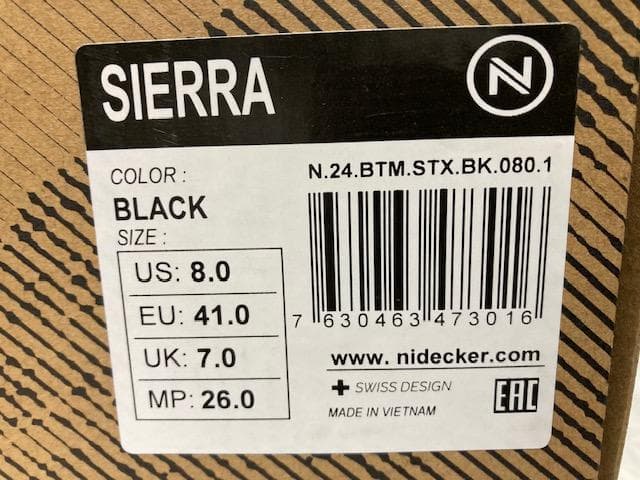 SIERRA
N
COLOR :
BLACK
SIZE :
US: 8.0
EU: 41.0
UK: 7.0
MP: 26.0
N.24.BTM.STX.BK.080.1
7 630463 473016
www. nidecker.com
+ SWISS DESIGN
MADE IN VIETNAM
EAC